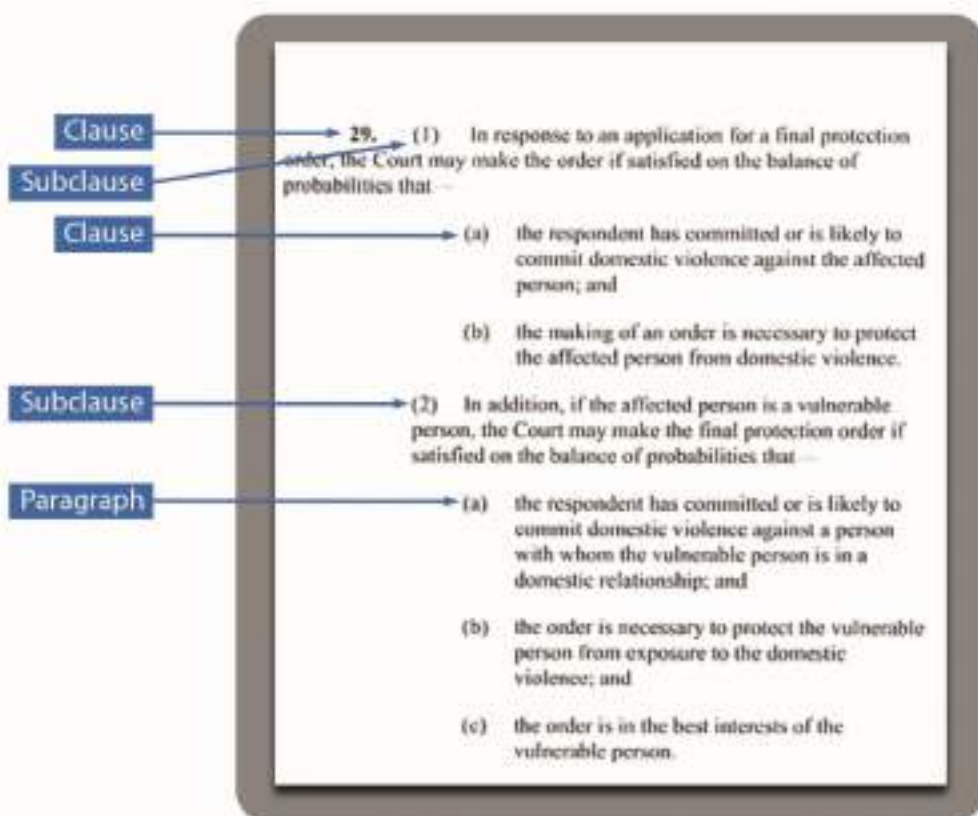 Clause
29. (1) In response to an application for a final protection
Subclause
order, the Court may make the order if satisfied on the balance of
probabilities that —
Clause
(a) the respondent has committed or is likely to
commit domestic violence against the affected
person; and
(b) the making of an order is necessary to protect
the affected person from domestic violence.
Subclause
(2) In addition, if the affected person is a vulnerable
person, the Court may make the final protection order if
satisfied on the balance of probabilities that —
Paragraph
(a) the respondent has committed or is likely to
commit domestic violence against a person
with whom the vulnerable person is in a
domestic relationship; and
(b) the order is necessary to protect the vulnerable
person from exposure to the domestic
violence; and
(c) the order is in the best interests of the
vulnerable person.